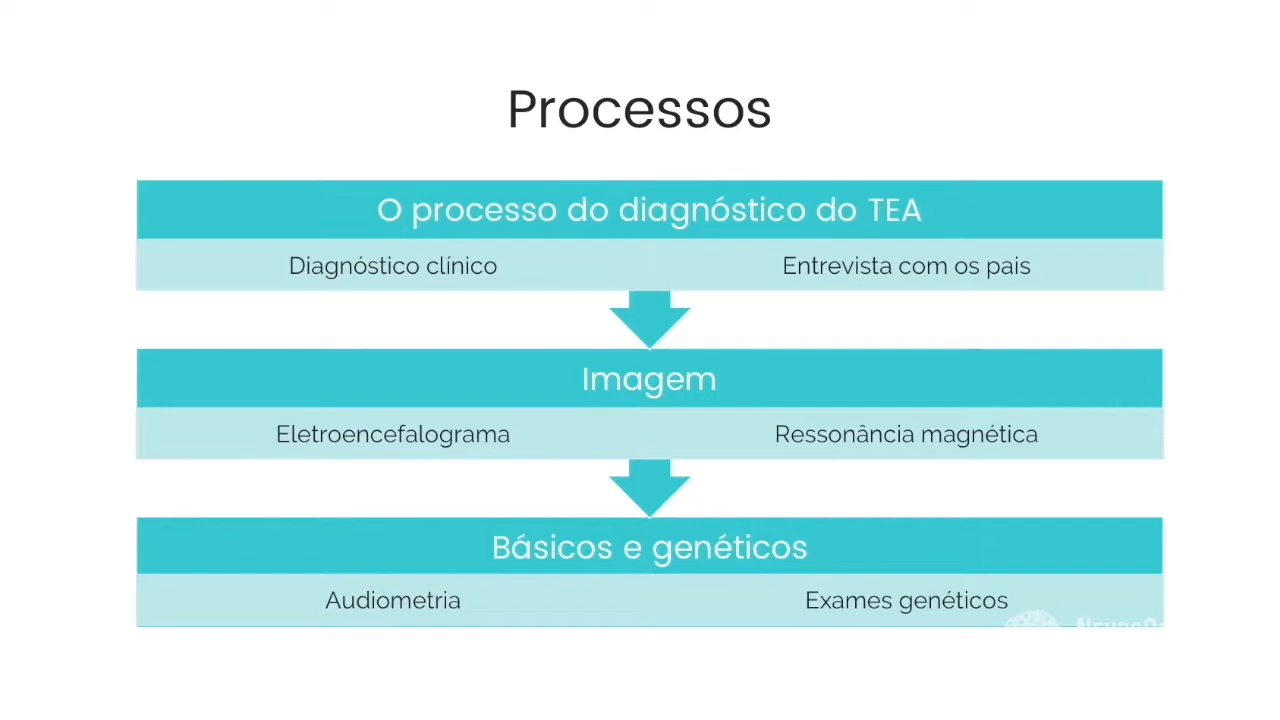 Processos
O processo do diagnóstico do TEA
Diagnóstico clínico
Entrevista com os pais
Imagem
Eletroencefalograma
Ressonância magnética
Básicos e genéticos
Audiometria
Exames genéticos